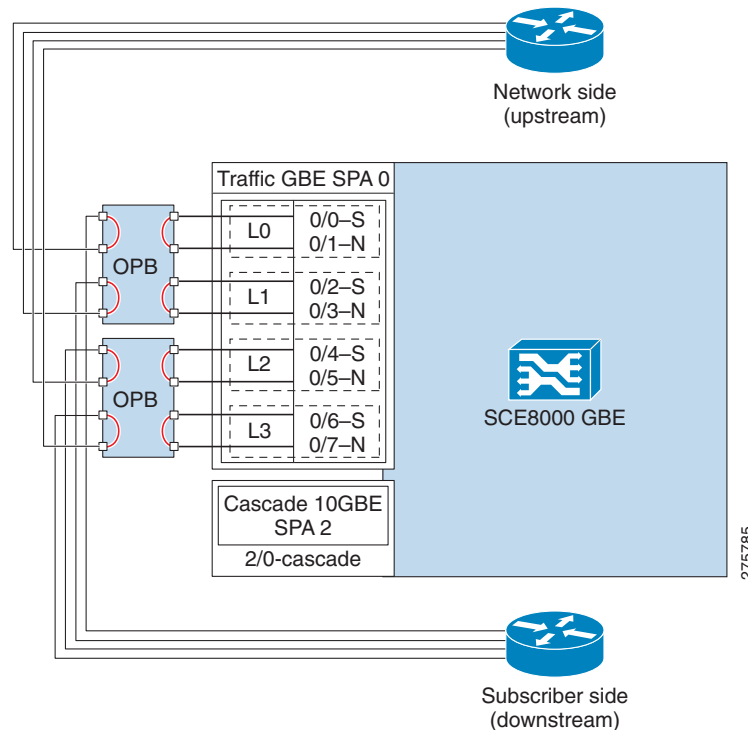 Network side
(upstream)
Traffic GBE SPA 0
L0
0/0–S
0/1–N
OPB
L1
0/2–S
0/3–N
L2
0/4–S
0/5–N
OPB
L3
0/6–S
0/7–N
SCE8000 GBE
Cascade 10GBE
SPA 2
2/0-cascade
275785
Subscriber side
(downstream)